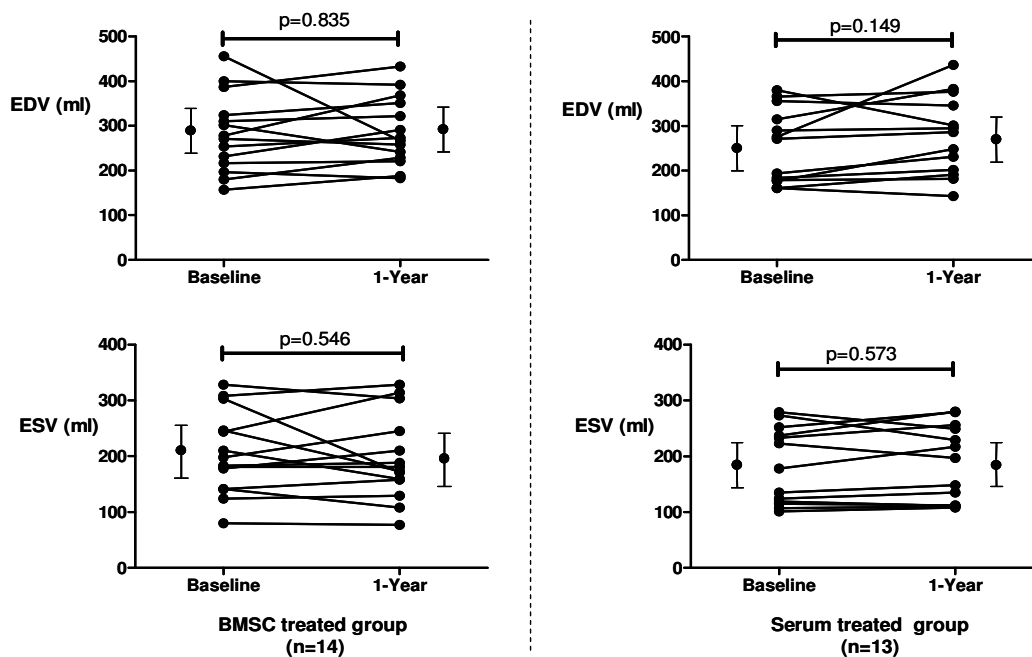 p=0.835
500
400
EDV (ml)
300
200
100
0
Baseline
1-Year
p=0.149
500
400
EDV (ml)
300
200
100
0
Baseline
1-Year
p=0.546
400
300
ESV (ml)
200
100
0
Baseline
1-Year
BMSC treated group
(n=14)
p=0.573
400
300
ESV (ml)
200
100
0
Baseline
1-Year
Serum treated group
(n=13)